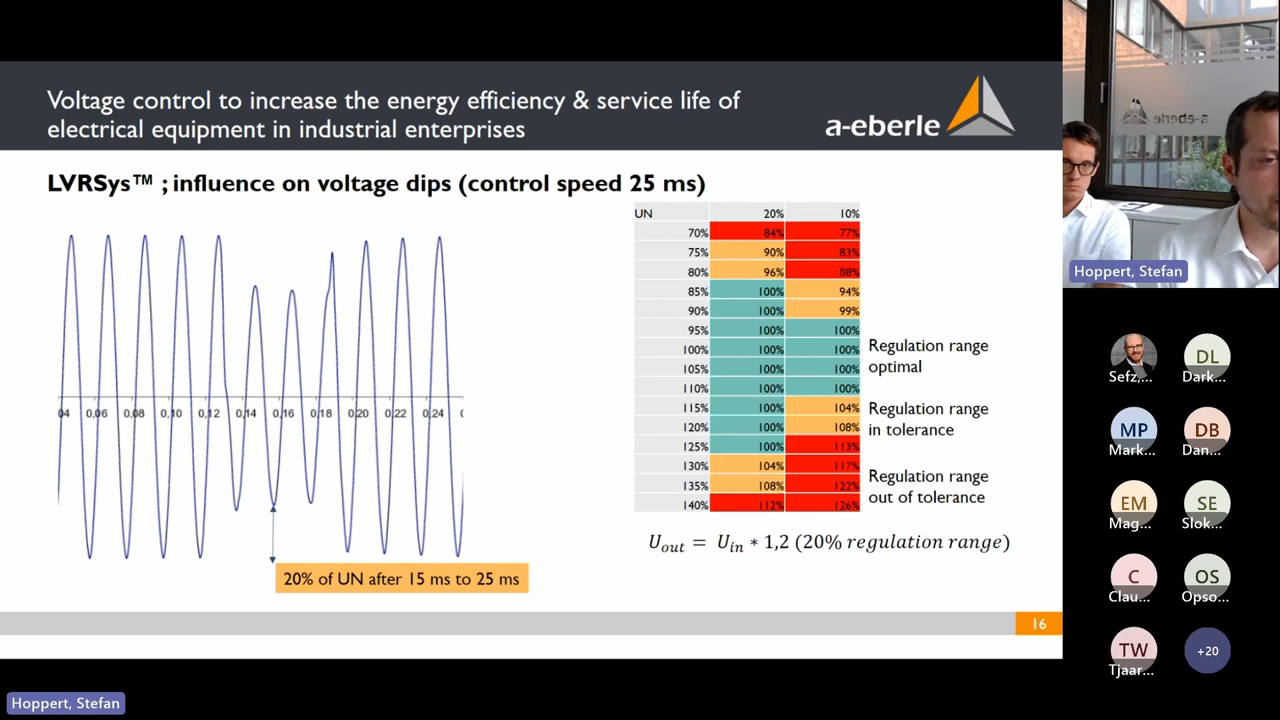 Voltage control to increase the energy efficiency & service life of
electrical equipment in industrial enterprises
a-eberle
LVRSys™ ; influence on voltage dips (control speed 25 ms)
UN 20% 10%
70% 84% 77%
75% 90% 83%
80% 96% 88%
85% 100% 94%
90% 100% 99%
95% 100% 100%
100% 100% 100%
105% 100% 100%
110% 100% 100%
115% 100% 104%
120% 100% 108%
125% 100% 113%
130% 104% 117%
135% 108% 122%
140% 112% 126%
Regulation range
optimal
Regulation range
in tolerance
Regulation range
out of tolerance
04 0,06 0,08 0,10 0,12 0,14 0,16 0,18 0,20 0,22 0,24
20% of UN after 15 ms to 25 ms
Uout = Uin * 1,2 (20% regulation range)
16
a-eberle
Hoppert, Stefan
Sefz,...
DL
Dark...
MP
Mark...
DB
Dan...
EM
Mag...
SE
Slok...
C
Clau...
OS
Opso...
TW
Tjaar...
+20
Hoppert, Stefan